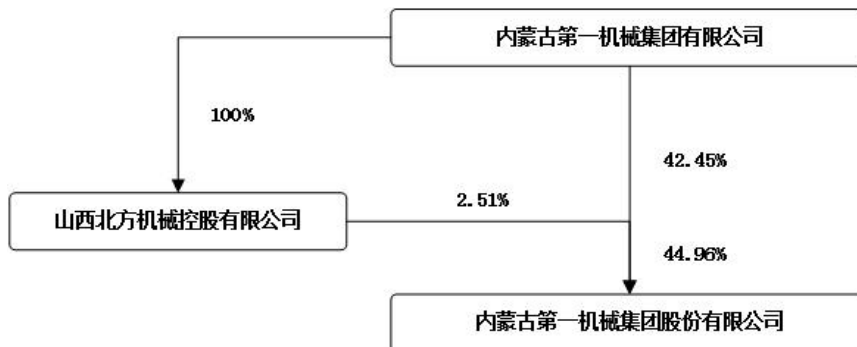 内蒙古第一机械集团有限公司
100%
42.45%
山西北方机械控股有限公司
2.51%
44.96%
内蒙古第一机械集团股份有限公司